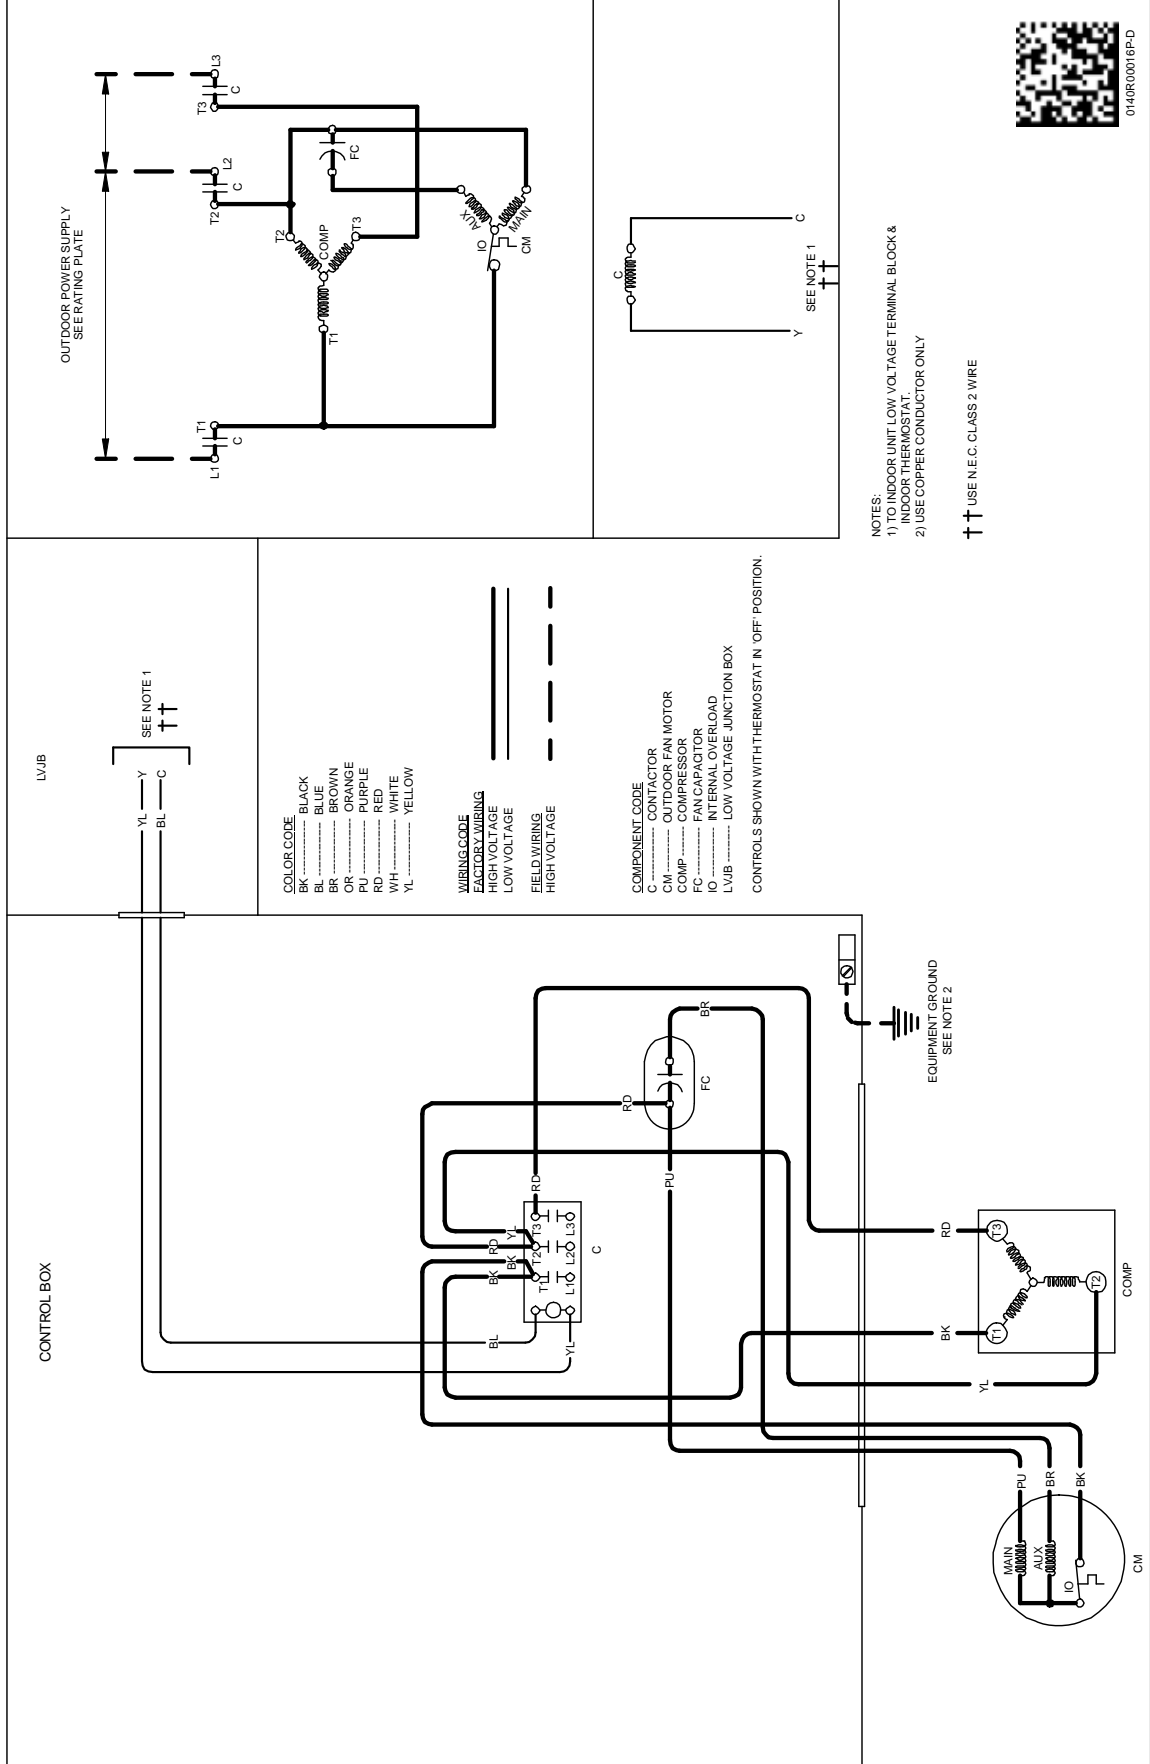 CONTROL BOX
LVJB
SEE NOTE 1
YL
Y
BL
C
OUTDOOR POWER SUPPLY
SEE RATING PLATE
L1
T1
C
T2
L2
C
T3
L3
C
T1
T2
T3
COMP
FC
AUX
MAIN
IO
CM
C
Y
C
SEE NOTE 1
COLOR CODE
BK ---------- BLACK
BL ---------- BLUE
BR ---------- BROWN
OR ---------- ORANGE
PU ---------- PURPLE
RD ---------- RED
WH ---------- WHITE
YL ---------- YELLOW
WIRING CODE
FACTORY WIRING
HIGH VOLTAGE
LOW VOLTAGE
FIELD WIRING
HIGH VOLTAGE
COMPONENT CODE
C ---------- CONTACTOR
CM ---------- OUTDOOR FAN MOTOR
COMP ---------- COMPRESSOR
FC ---------- FAN CAPACITOR
IO ---------- INTERNAL OVERLOAD
LVJB ---------- LOW VOLTAGE JUNCTION BOX
CONTROLS SHOWN WITH THERMOSTAT IN 'OFF' POSITION.
NOTES:
1) TO INDOOR UNIT LOW VOLTAGE TERMINAL BLOCK &
INDOOR THERMOSTAT.
2) USE COPPER CONDUCTOR ONLY
†† USE N.E.C. CLASS 2 WIRE
BL
YL
BK
BK
RD
YL
RD
T1
T2
T3
L1
L2
L3
C
RD
BR
PU
FC
EQUIPMENT GROUND
SEE NOTE 2
YL
BK
RD
T1
T2
T3
COMP
PU
BR
BK
MAIN
AUX
IO
CM
0140R00016P-D